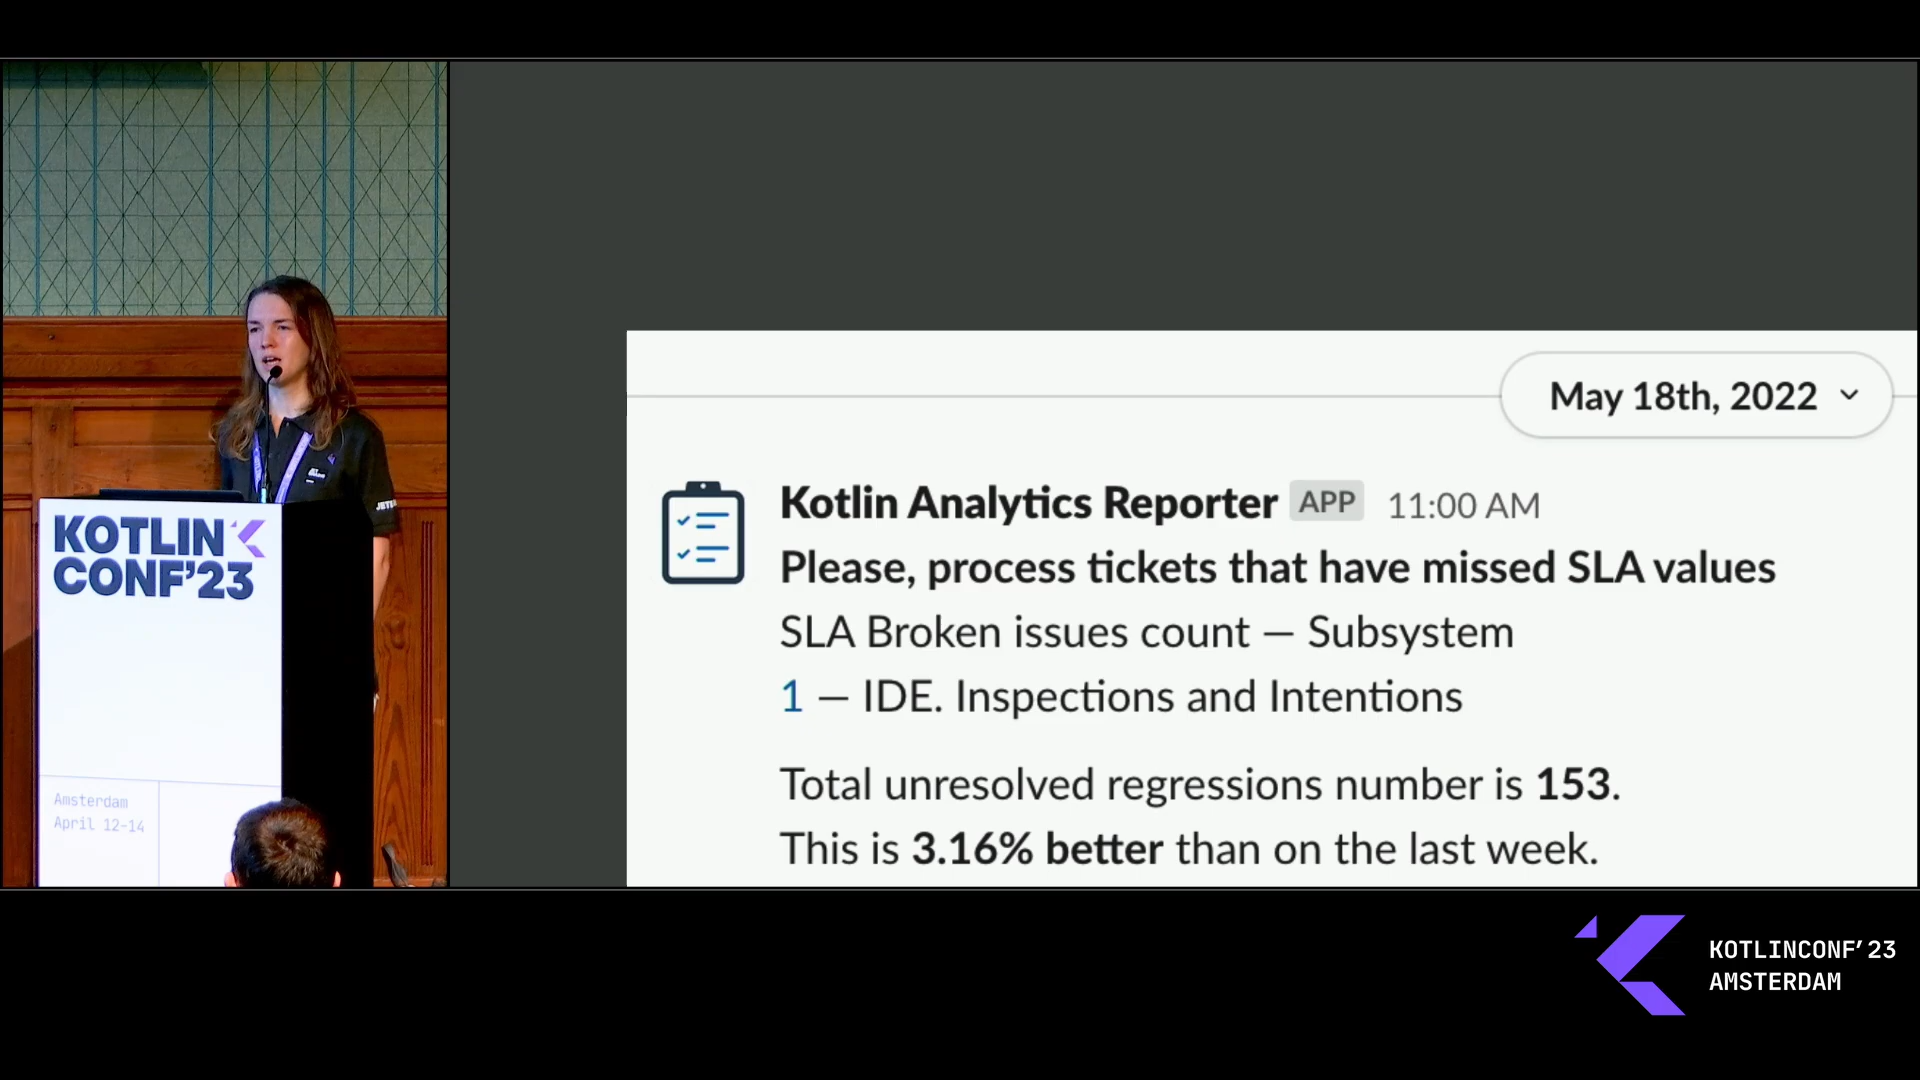 KOTLIN
CONF’23
Amsterdam
April 12-14
May 18th, 2022
Kotlin Analytics Reporter APP 11:00 AM
Please, process tickets that have missed SLA values
SLA Broken issues count — Subsystem
1 — IDE. Inspections and Intentions
Total unresolved regressions number is 153.
This is 3.16% better than on the last week.
KOTLINCONF’23
AMSTERDAM